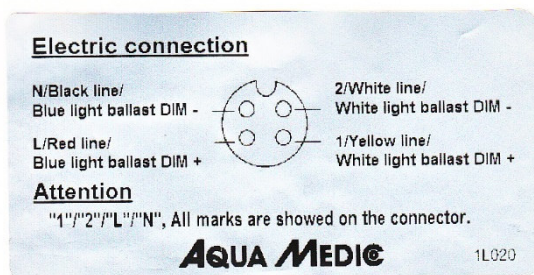 Electric connection
N/Black line/
Blue light ballast DIM -
2/White line/
White light ballast DIM -
L/Red line/
Blue light ballast DIM +
1/Yellow line/
White light ballast DIM +
Attention
"1"/"2"/"L"/"N", All marks are showed on the connector.
AQUA MEDIC
1L020